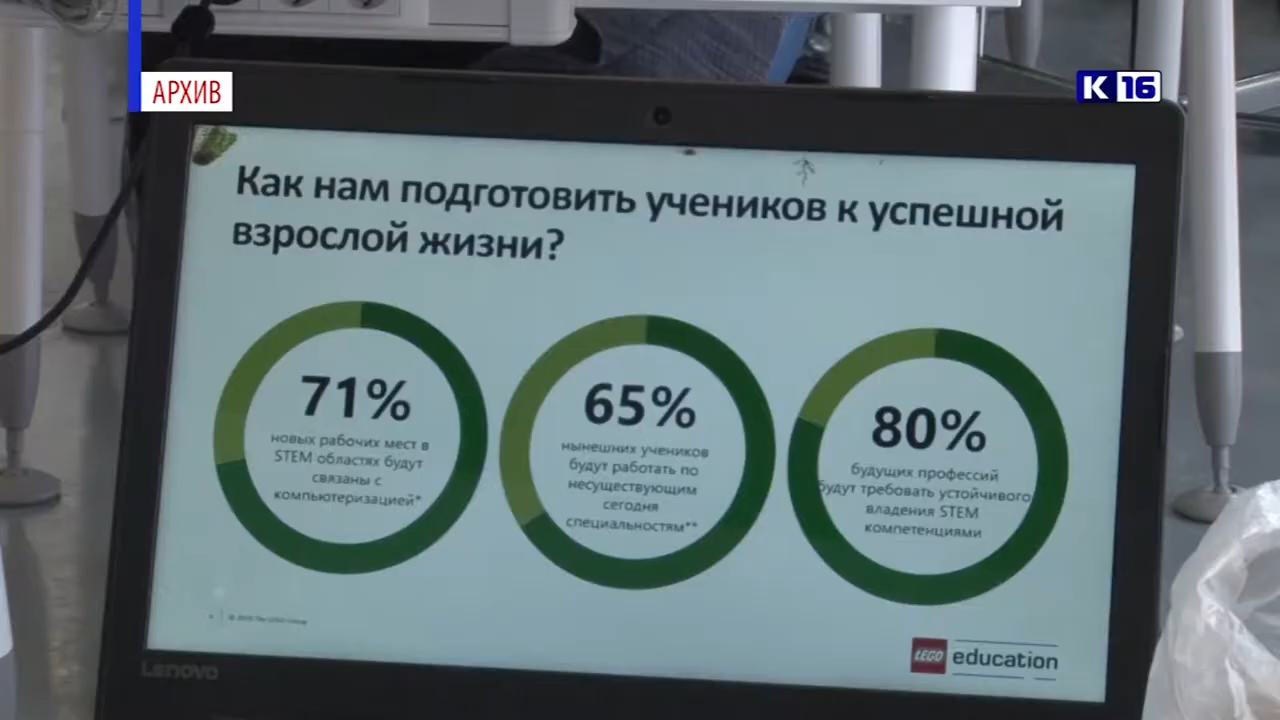 АРХИВ
К 16
Как нам подготовить учеников к успешной
взрослой жизни?
71%
новых рабочих мест в
STEM областях будут
связаны с
компьютеризацией*
65%
нынешних учеников
будут работать по
несуществующим
сегодня
специальностям**
80%
будущих профессий
будут требовать устойчивого
владения STEM
компетенциями
LEGO education
Lenovo